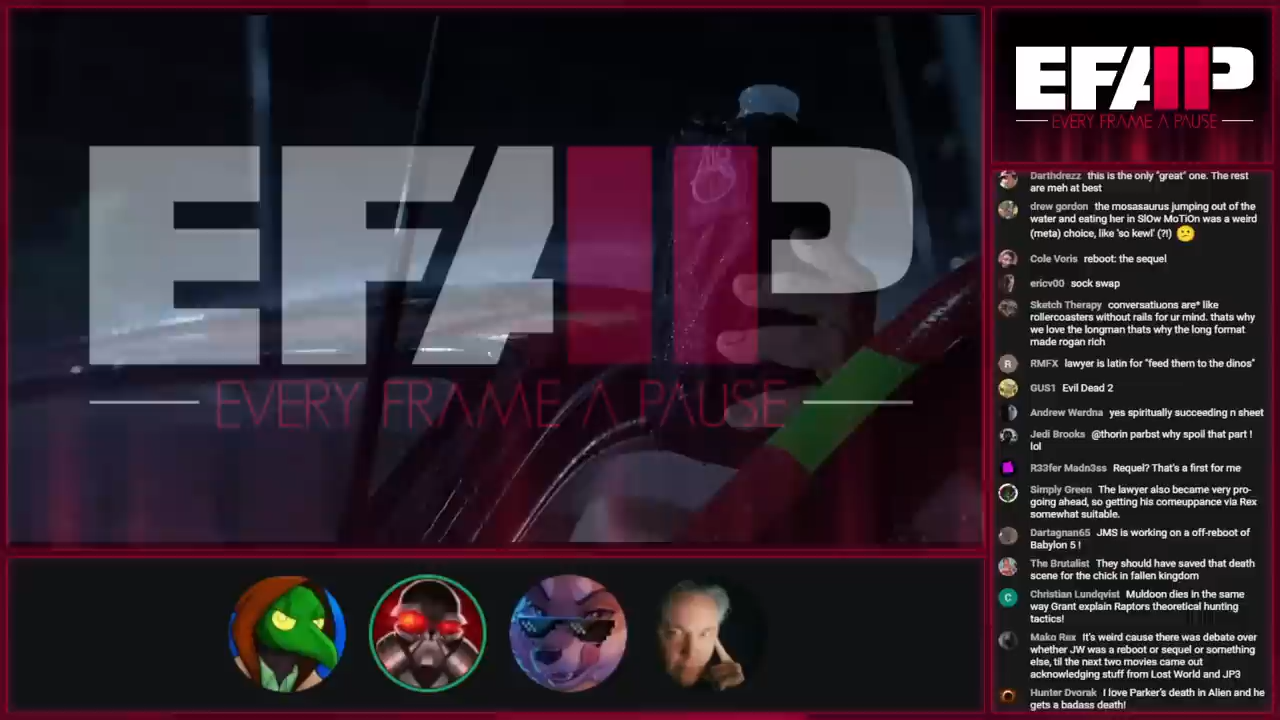 EFAP
EVERY FRAME A PAUSE
EFAP
EVERY FRAME A PAUSE
Darthdrezz this is the only "great" one. The rest
are meh at best
drew gordon the mosasaurus jumping out of the
water and eating her in SlOw MoTiOn was a weird
(meta) choice, like 'so kewl' (?!) 😕
Cole Voris reboot: the sequel
ericv00 sock swap
Sketch Therapy conversatiuons are* like
rollercoasters without rails for ur mind. thats why
we love the longman thats why the long format
made rogan rich
R RMFX lawyer is latin for "feed them to the dinos"
GUS1 Evil Dead 2
Andrew Werdna yes spiritually succeeding n sheet
Jedi Brooks @thorin parbst why spoil that part !
lol
R33fer Madn3ss Requel? That's a first for me
Simply Green The lawyer also became very pro-
going ahead, so getting his comeuppance via Rex
somewhat suitable.
Dartagnan65 JMS is working on a off-reboot of
Babylon 5 !
The Brutalist They should have saved that death
scene for the chick in fallen kingdom
C Christian Lundqvist Muldoon dies in the same
way Grant explain Raptors theoretical hunting
tactics!
Mako Rex It's weird cause there was debate over
whether JW was a reboot or sequel or something
else, til the next two movies came out
acknowledging stuff from Lost World and JP3
Hunter Dvorak I love Parker's death in Alien and he
gets a badass death!